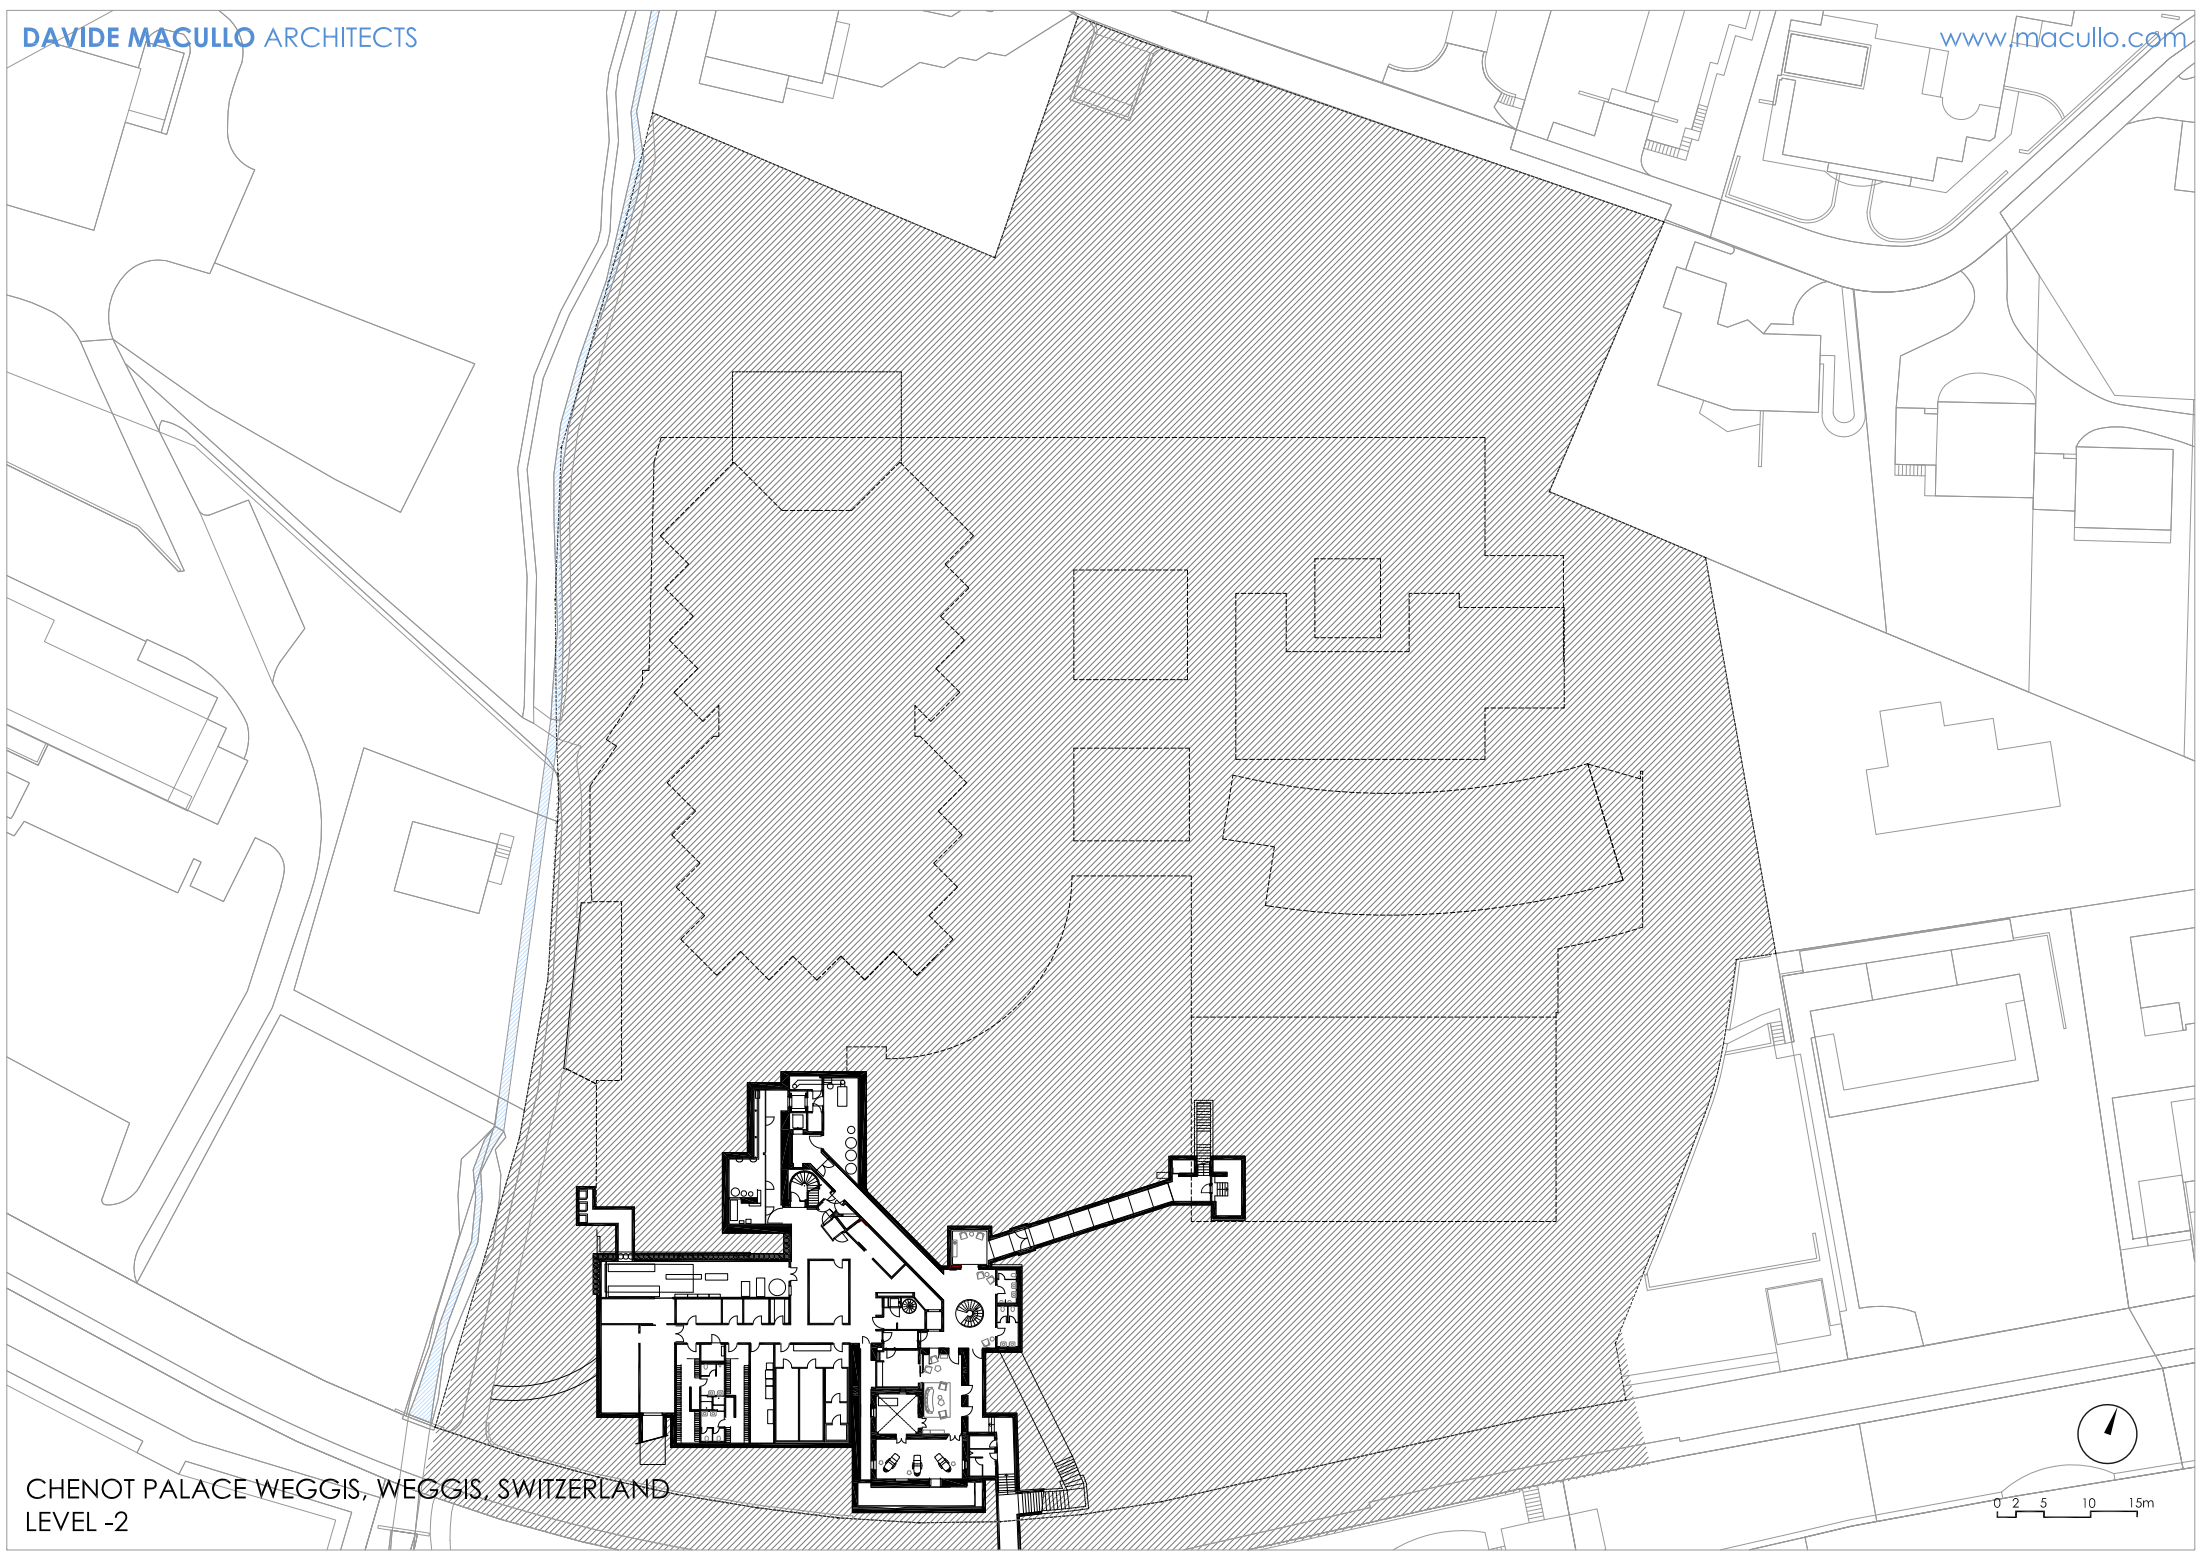 DAVIDE MACULLO ARCHITECTS
www.macullo.com
CHENOT PALACE WEGGIS, WEGGIS, SWITZERLAND
LEVEL -2
0 2 5 10 15m